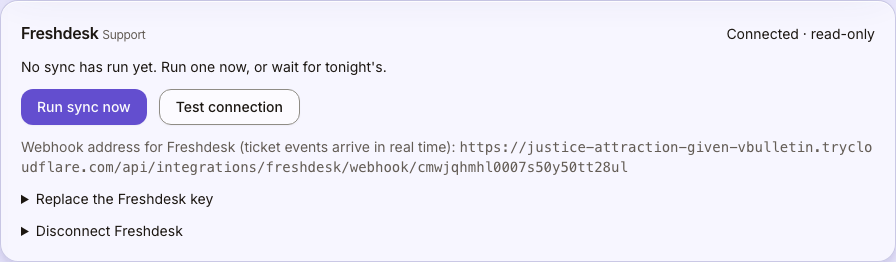 Freshdesk Support
Connected · read-only
No sync has run yet. Run one now, or wait for tonight's.
Run sync now
Test connection
Webhook address for Freshdesk (ticket events arrive in real time): https://justice-attraction-given-vbulletin.tryclo
udflare.com/api/integrations/freshdesk/webhook/cmwjqhmhl0007s50y50tt28ul
Replace the Freshdesk key
Disconnect Freshdesk